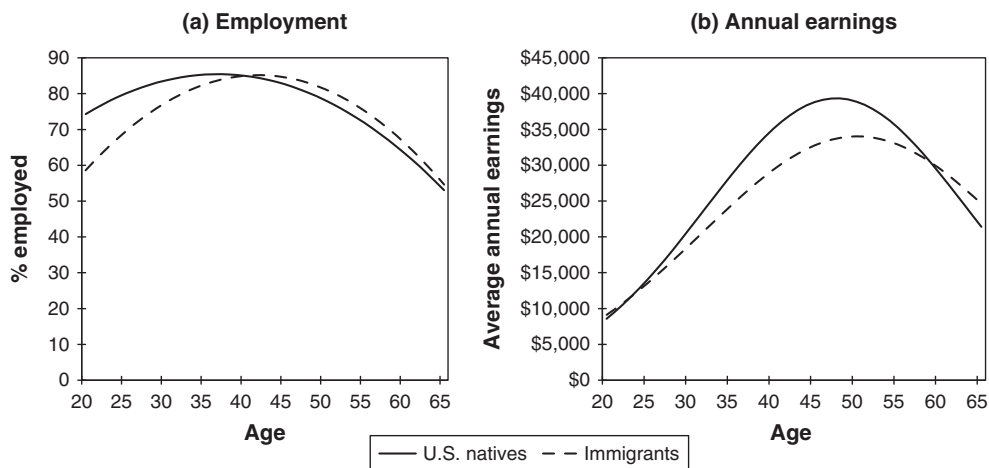 (a) Employment
90
80
70
60
50
40
30
20
10
0
% employed
20 25 30 35 40 45 50 55 60 65
Age
(b) Annual earnings
$45,000
$40,000
$35,000
$30,000
$25,000
$20,000
$15,000
$10,000
$5,000
$0
Average annual earnings
20 25 30 35 40 45 50 55 60 65
Age
U.S. natives Immigrants